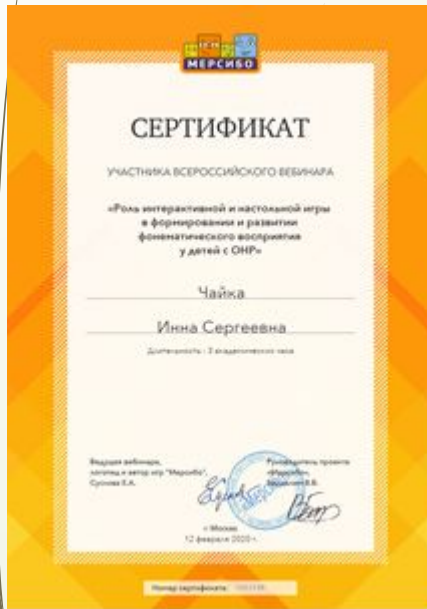 МЕРСИБО
СЕРТИФИКАТ
УЧАСТНИКА ВСЕРОССИЙСКОГО ВЕБИНАРА
«Роль интерактивной и настольной игры
в формировании и развитии
фонематического восприятия
у детей с ОНР»
Чайка
Инна Сергеевна
Длительность - 2 академических часа
Ведущая вебинара,
логопед и автор игр "Мерсибо",
Суслова Е.А.
Руководитель проекта
«Мерсибо»,
г. Москва
12 февраля 2020 г.
Номер сертификата: